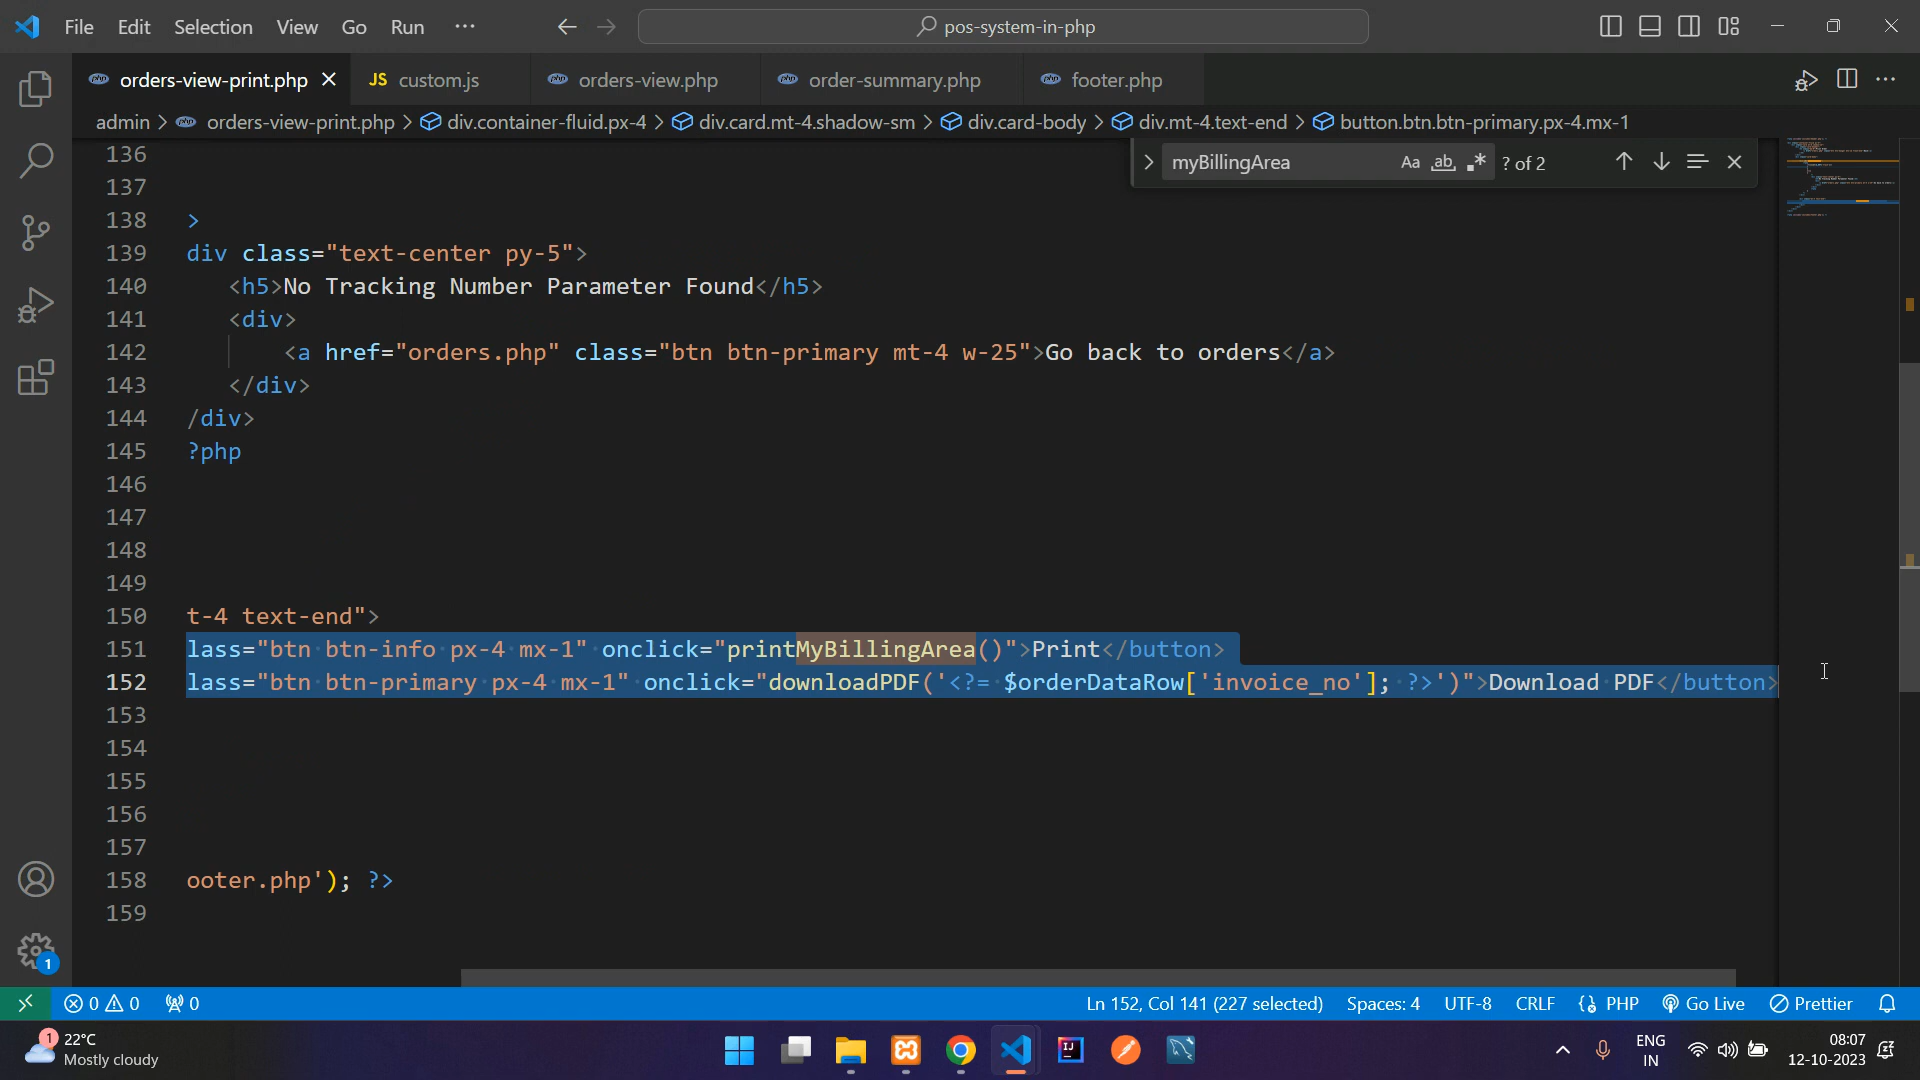 File Edit Selection View Go Run ··· pos-system-in-php
orders-view-print.php JS custom.js orders-view.php order-summary.php footer.php
admin > orders-view-print.php > div.container-fluid.px-4 > div.card.mt-4.shadow-sm > div.card-body > div.mt-4.text-end > button.btn.btn-primary.px-4.mx-1
myBillingArea Aa ab ? of 2
136
137
138 >
139 div class="text-center py-5">
140 <h5>No Tracking Number Parameter Found</h5>
141 <div>
142 <a href="orders.php" class="btn btn-primary mt-4 w-25">Go back to orders</a>
143 </div>
144 /div>
145 ?php
146
147
148
149
150 t-4 text-end">
151 lass="btn btn-info px-4 mx-1" onclick="printMyBillingArea()">Print</button>
152 lass="btn btn-primary px-4 mx-1" onclick="downloadPDF('<?= $orderDataRow['invoice_no']; ?>')">Download PDF</button>
153
154
155
156
157
158 ooter.php'); ?>
159
1
0 0 0 Ln 152, Col 141 (227 selected) Spaces: 4 UTF-8 CRLF {} PHP Go Live Prettier
1 22°C
Mostly cloudy
ENG
IN
08:07
12-10-2023